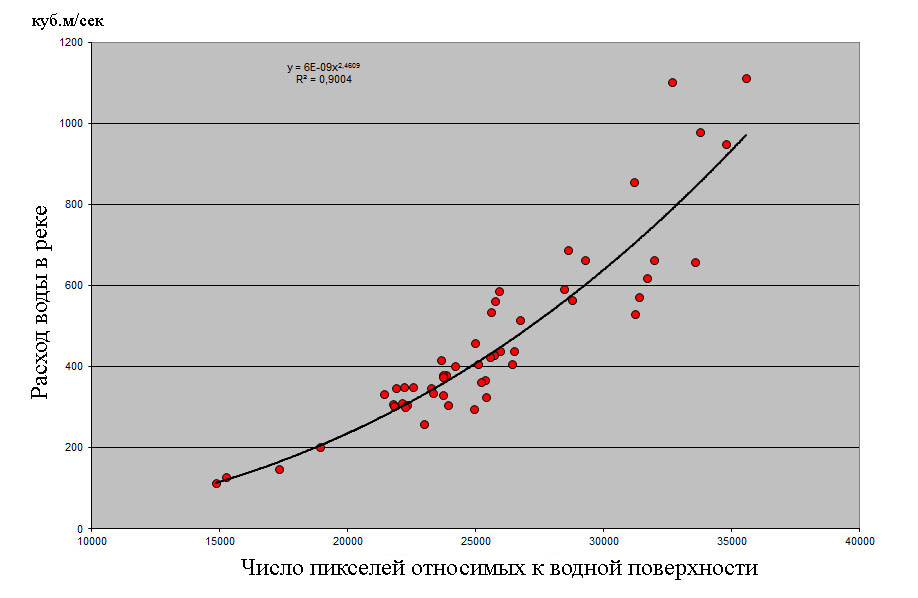 куб.м/сек
1200
y = 6E-09x^2,4609
R² = 0,9004
1000
800
600
400
200
0
Расход воды в реке
10000 15000 20000 25000 30000 35000 40000
Число пикселей относимых к водной поверхности